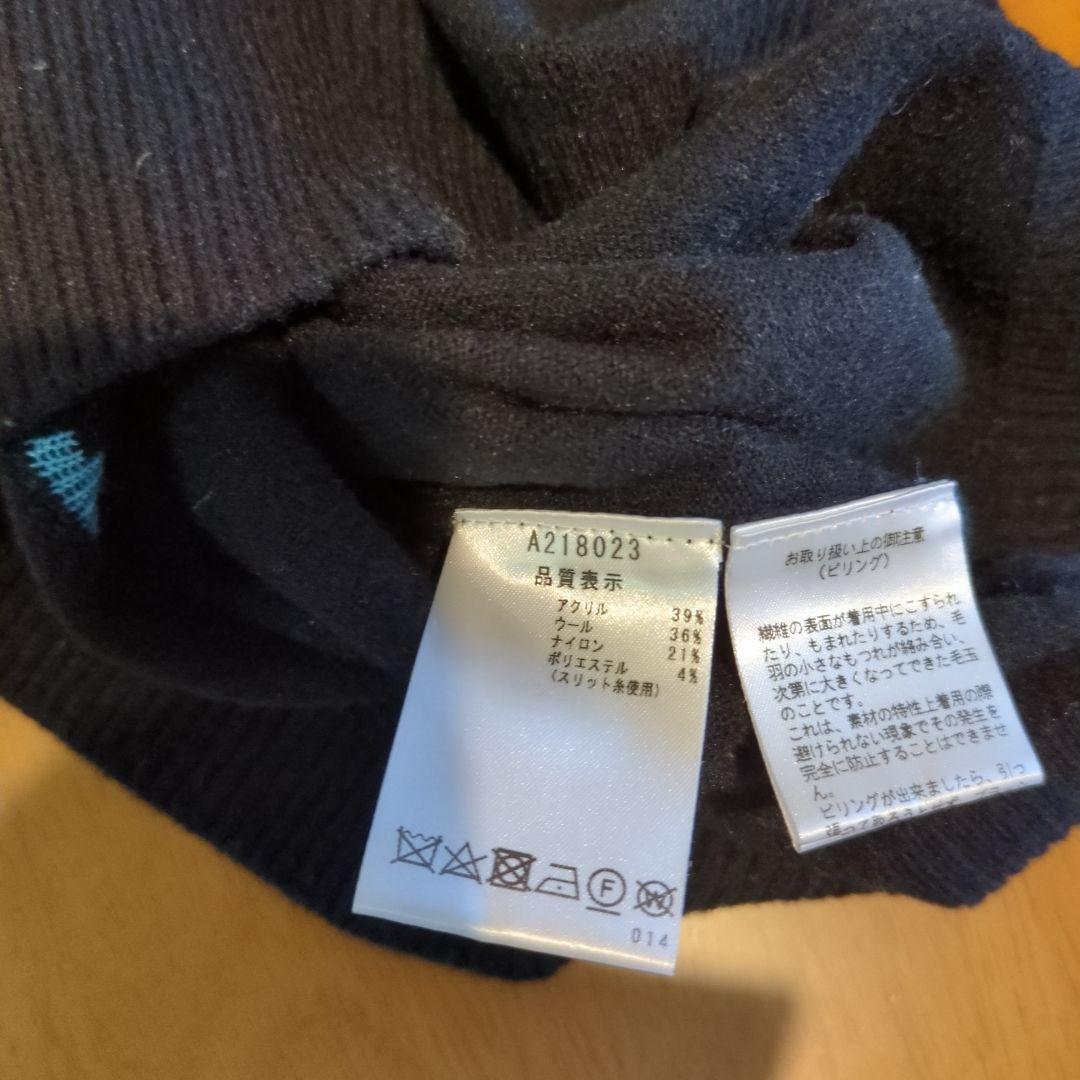 A218023
品質表示
アクリル 39%
ウール 36%
ナイロン 21%
ポリエステル 4%
(スリット糸使用)
F
W
014
お取り扱い上の御注意
(ピリング)
繊維の表面が着用中にこすられ
たり、もまれたりするため、毛
羽の小さなもつれが絡み合い、
次第に大きくなってできた毛玉
のことです。
これは、素材の特性上着用の際
避けられない現象でその発生を
完全に防止することはできませ
ん。
ピリングが出来ましたら、引っ